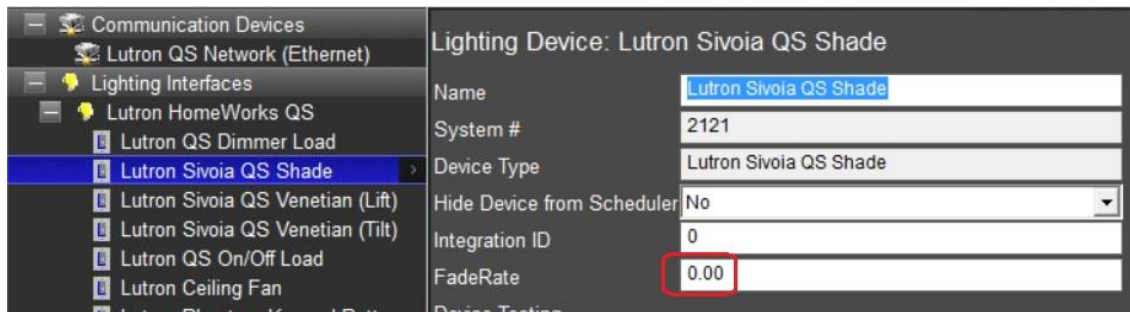 Communication Devices
Lutron QS Network (Ethernet)
Lighting Interfaces
Lutron HomeWorks QS
Lutron QS Dimmer Load
Lutron Sivoia QS Shade
Lutron Sivoia QS Venetian (Lift)
Lutron Sivoia QS Venetian (Tilt)
Lutron QS On/Off Load
Lutron Ceiling Fan
Lighting Device: Lutron Sivoia QS Shade
Name Lutron Sivoia QS Shade
System # 2121
Device Type Lutron Sivoia QS Shade
Hide Device from Scheduler No
Integration ID 0
FadeRate 0.00
Device Testing